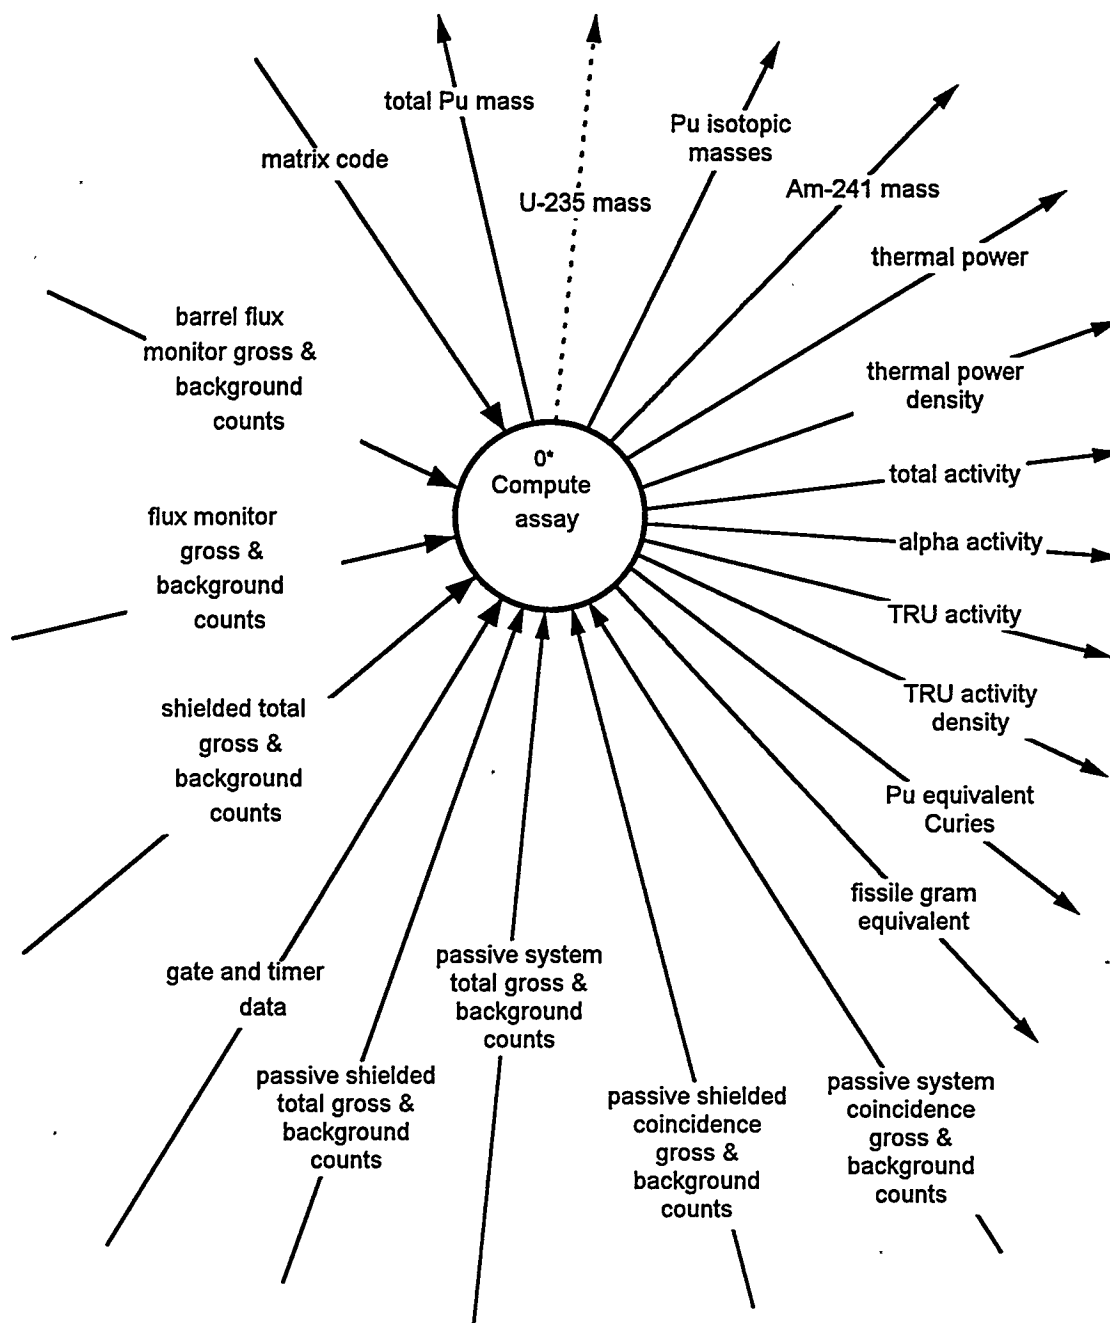 total Pu mass
matrix code
U-235 mass
Pu isotopic
masses
Am-241 mass
thermal power
barrel flux
monitor gross &
background
counts
thermal power
density
0*
Compute
assay
total activity
flux monitor
gross &
background
counts
alpha activity
TRU activity
shielded total
gross &
background
counts
TRU activity
density
Pu equivalent
Curies
fissile gram
equivalent
gate and timer
data
passive system
total gross &
background
counts
passive shielded
total gross &
background
counts
passive shielded
coincidence
gross &
background
counts
passive system
coincidence
gross &
background
counts